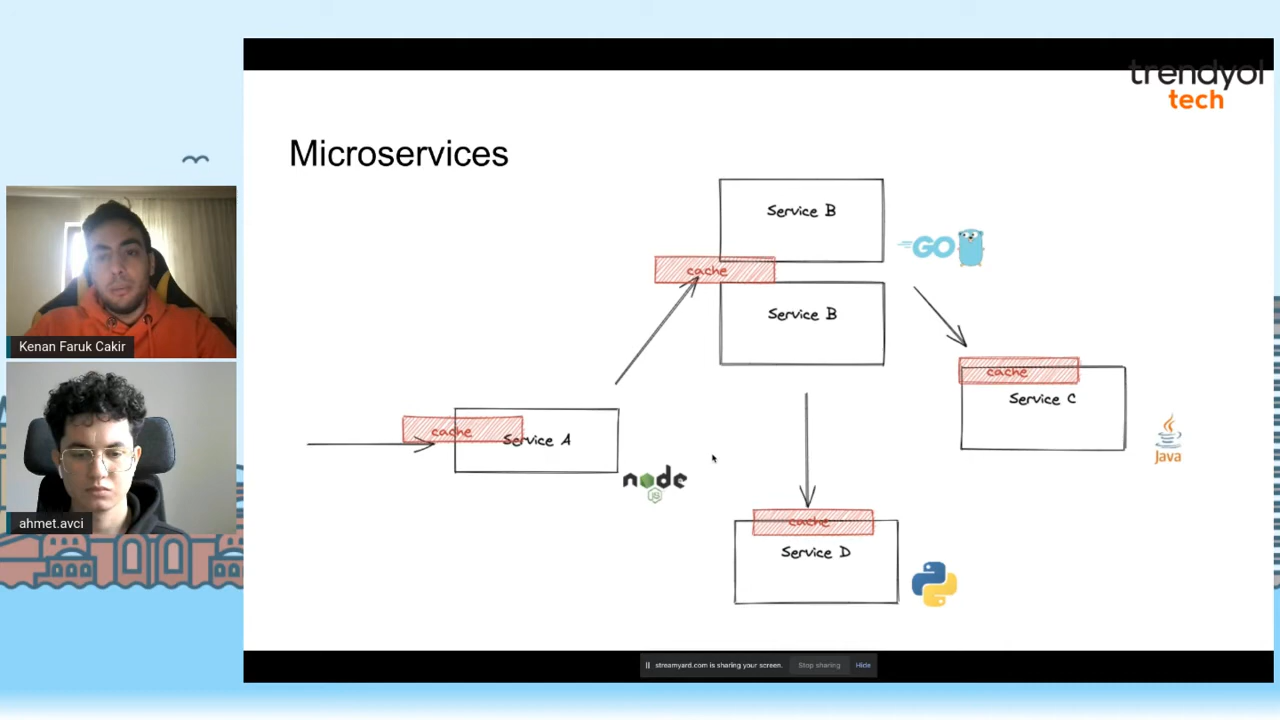 trendyol
tech
Microservices
Service B
GO
cache
Service B
cache
Service C
Java
cache
Service A
node
JS
cache
Service D
Kenan Faruk Cakir
ahmet.avci
streamyard.com is sharing your screen.
Stop sharing
Hide